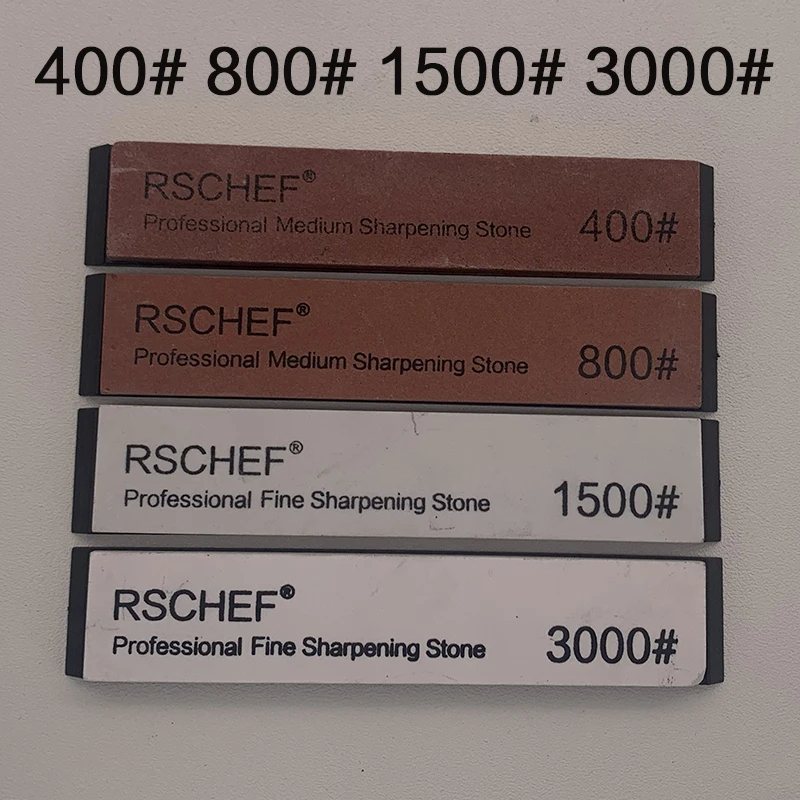 400# 800# 1500# 3000#
RSCHEF®
Professional Medium Sharpening Stone 400#
RSCHEF®
Professional Medium Sharpening Stone 800#
RSCHEF®
Professional Fine Sharpening Stone 1500#
RSCHEF®
Professional Fine Sharpening Stone 3000#